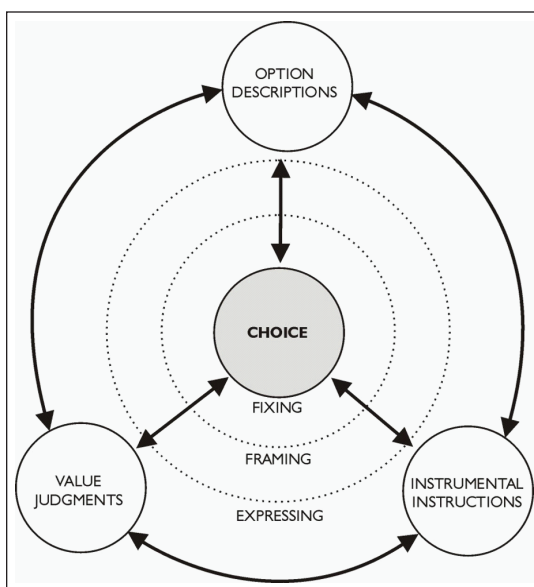 OPTION
DESCRIPTIONS
CHOICE
FIXING
FRAMING
EXPRESSING
VALUE
JUDGMENTS
INSTRUMENTAL
INSTRUCTIONS